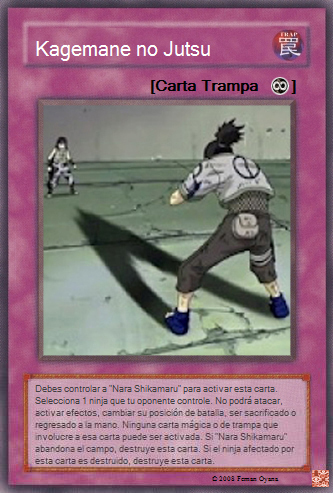 Kagemane no Jutsu
TRAP
罠
[Carta Trampa ]
Debes controlar a "Nara Shikamaru" para activar esta carta.
Selecciona 1 ninja que tu oponente controle. No podrá atacar,
activar efectos, cambiar su posición de batalla, ser sacrificado o
regresado a la mano. Ninguna carta mágica o de trampa que
involucre a esa carta puede ser activada. Si "Nara Shikamaru"
abandona el campo, destruye esta carta. Si el ninja afectado por
esta carta es destruido, destruye esta carta.
©2008 Fernan Oyana